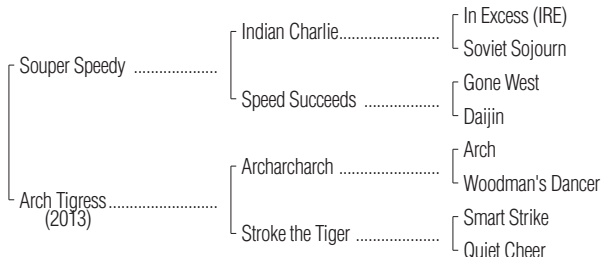 In Excess (IRE)
Indian Charlie....................
Soviet Sojourn
Souper Speedy .................
Gone West
Speed Succeeds ...............
Daijin
Arch
Archarcharch ....................
Woodman's Dancer
Arch Tigress......................
(2013)
Smart Strike
Stroke the Tiger .................
Quiet Cheer